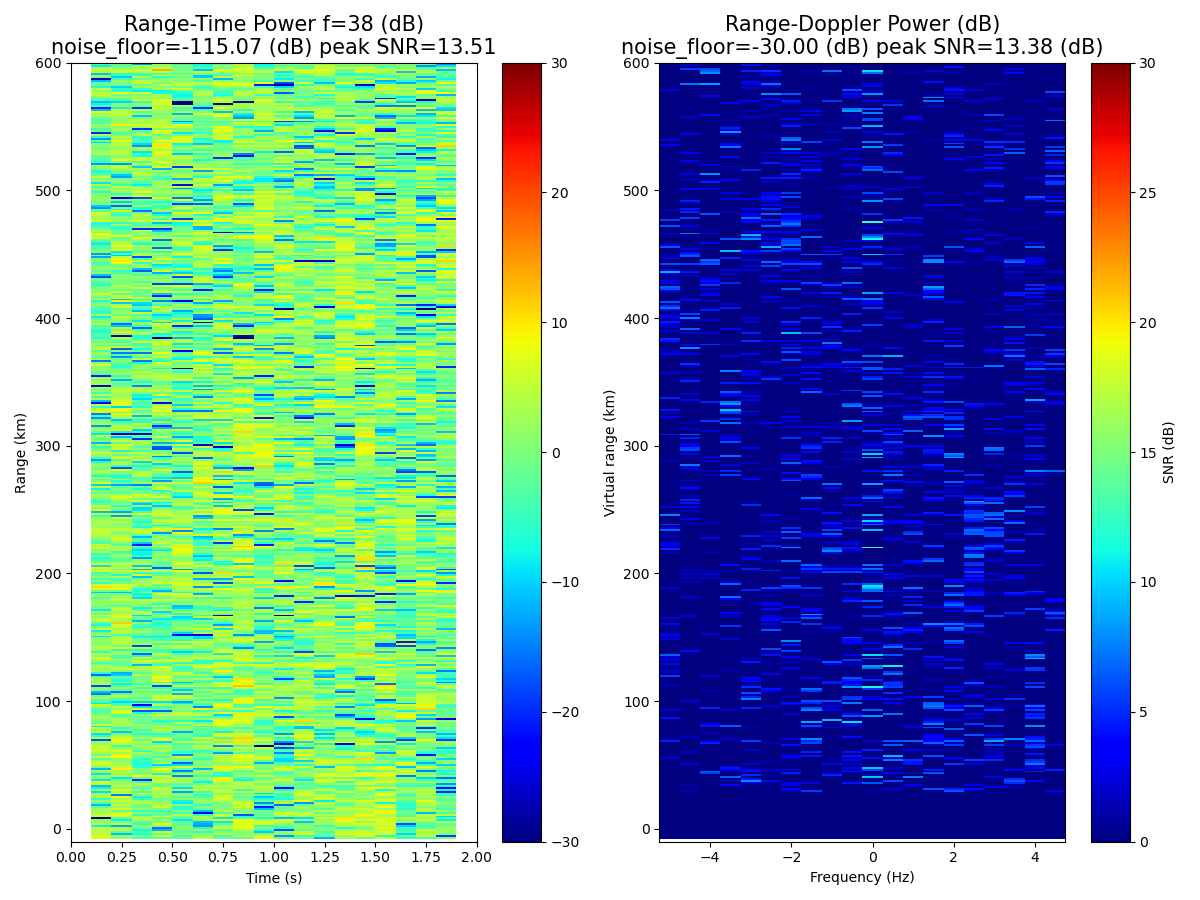 Range-Time Power f=38 (dB)
noise_floor=-115.07 (dB) peak SNR=13.51
600
500
400
300
200
100
0
Range (km)
0.00 0.25 0.50 0.75 1.00 1.25 1.50 1.75 2.00
Time (s)
30
20
10
0
−10
−20
−30
Range-Doppler Power (dB)
noise_floor=-30.00 (dB) peak SNR=13.38 (dB)
600
500
400
300
200
100
0
Virtual range (km)
−4 −2 0 2 4
Frequency (Hz)
30
25
20
15
10
5
0
SNR (dB)